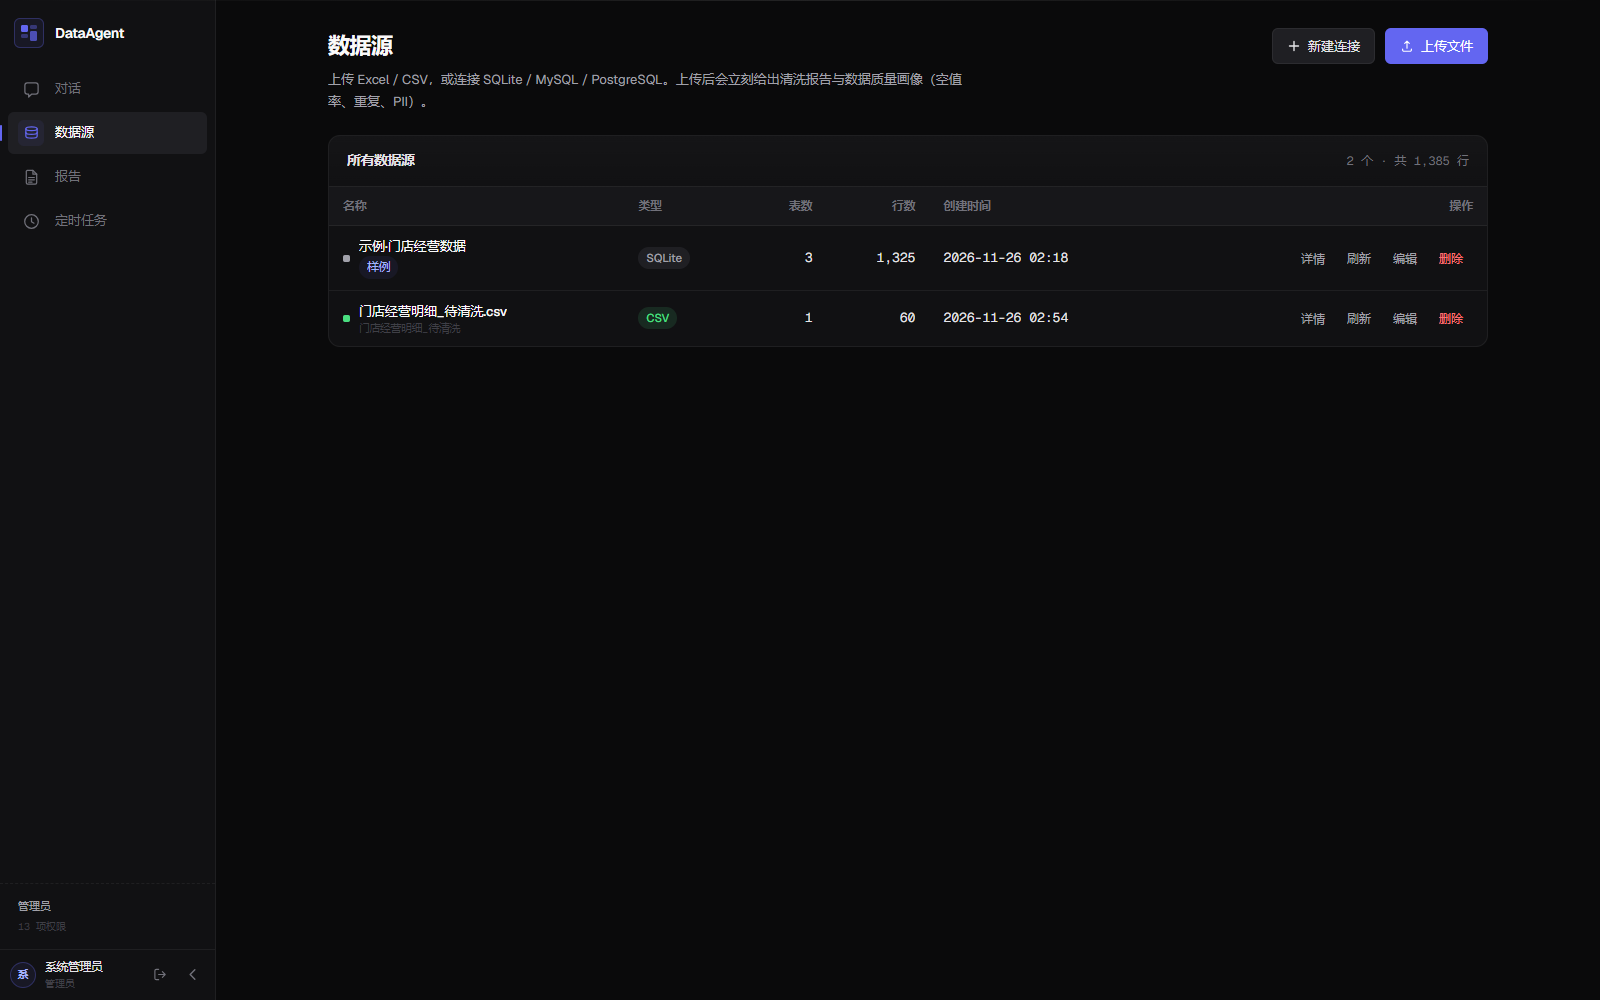 DataAgent
对话
数据源
报告
定时任务
管理员
13 项权限
系
系统管理员
管理员
数据源
上传 Excel / CSV，或连接 SQLite / MySQL / PostgreSQL。上传后会立刻给出清洗报告与数据质量画像（空值
率、重复、PII）。
新建连接
上传文件
所有数据源
2 个 · 共 1,385 行
名称 类型 表数 行数 创建时间 操作
示例·门店经营数据
样例
SQLite 3 1,325 2026-11-26 02:18 详情 刷新 编辑 删除
门店经营明细_待清洗.csv
门店经营明细_待清洗
CSV 1 60 2026-11-26 02:54 详情 刷新 编辑 删除